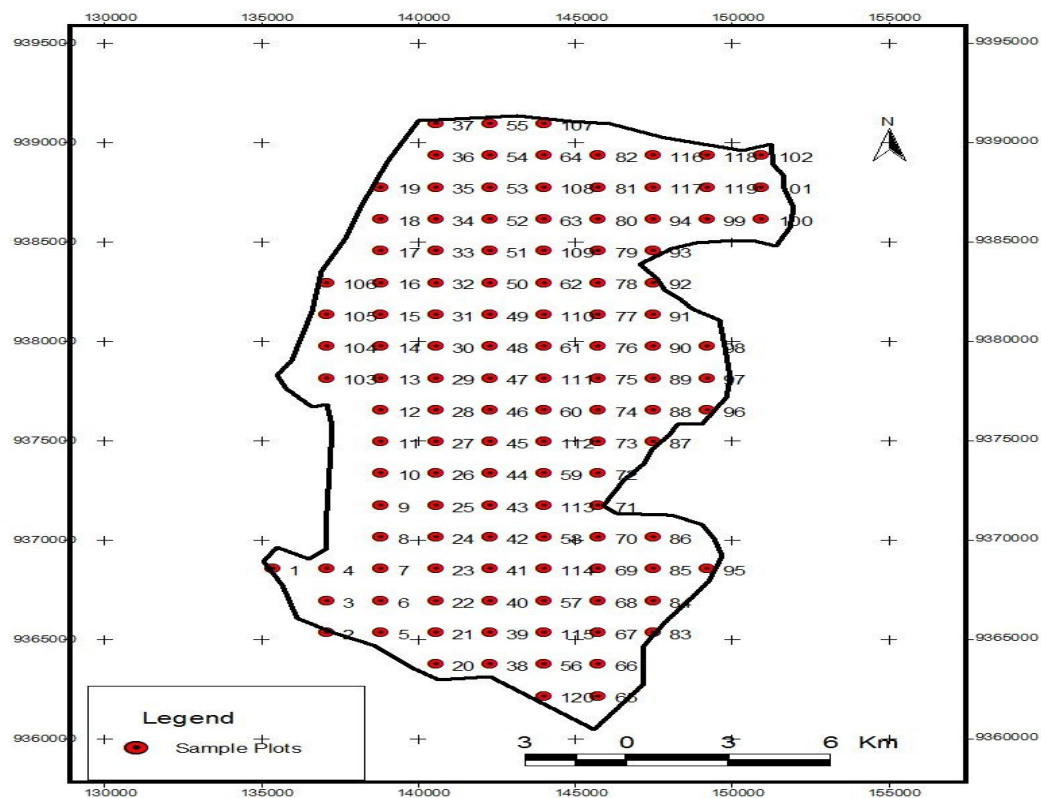 130000 135000 140000 145000 150000 155000
9395000 9395000
N
37 55 107
9390000 9390000
36 54 64 82 116 118 102
19 35 53 108 81 117 119 101
18 34 52 63 80 94 99 100
9385000 9385000
17 33 51 109 79 93
106 16 32 50 62 78 92
105 15 31 49 110 77 91
9380000 9380000
104 14 30 48 61 76 90 98
103 13 29 47 111 75 89 97
12 28 46 60 74 88 96
9375000 9375000
11 27 45 112 73 87
10 26 44 59 72
9 25 43 113 71
9370000 9370000
8 24 42 58 70 86
1 4 7 23 41 114 69 85 95
3 6 22 40 57 68 84
9365000 9365000
2 5 21 39 115 67 83
20 38 56 66
120 65
9360000 9360000
Legend
Sample Plots
3 0 3 6 Km
130000 135000 140000 145000 150000 155000